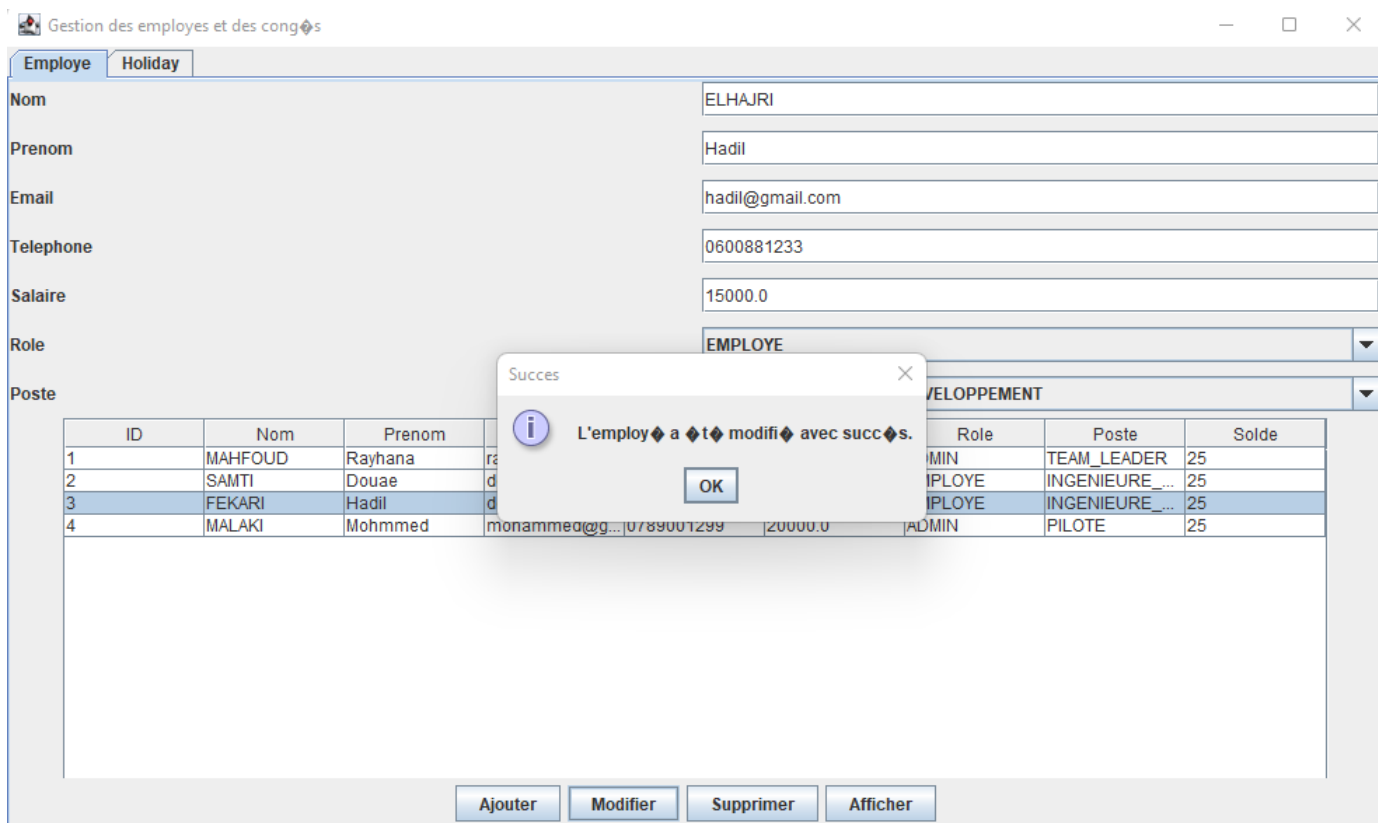 Gestion des employes et des cong�s
Employe Holiday
Nom ELHAJRI
Prenom Hadil
Email hadil@gmail.com
Telephone 0600881233
Salaire 15000.0
Role EMPLOYE
Poste
Succes
L'employ� a �t� modifi� avec succ�s.
OK
ID Nom Prenom Role Poste Solde
1 MAHFOUD Rayhana TEAM_LEADER 25
2 SAMTI Douae INGENIEURE_... 25
3 FEKARI Hadil INGENIEURE_... 25
4 MALAKI Mohmmed mohammed@g... 0789001299 20000.0 ADMIN PILOTE 25
Ajouter Modifier Supprimer Afficher